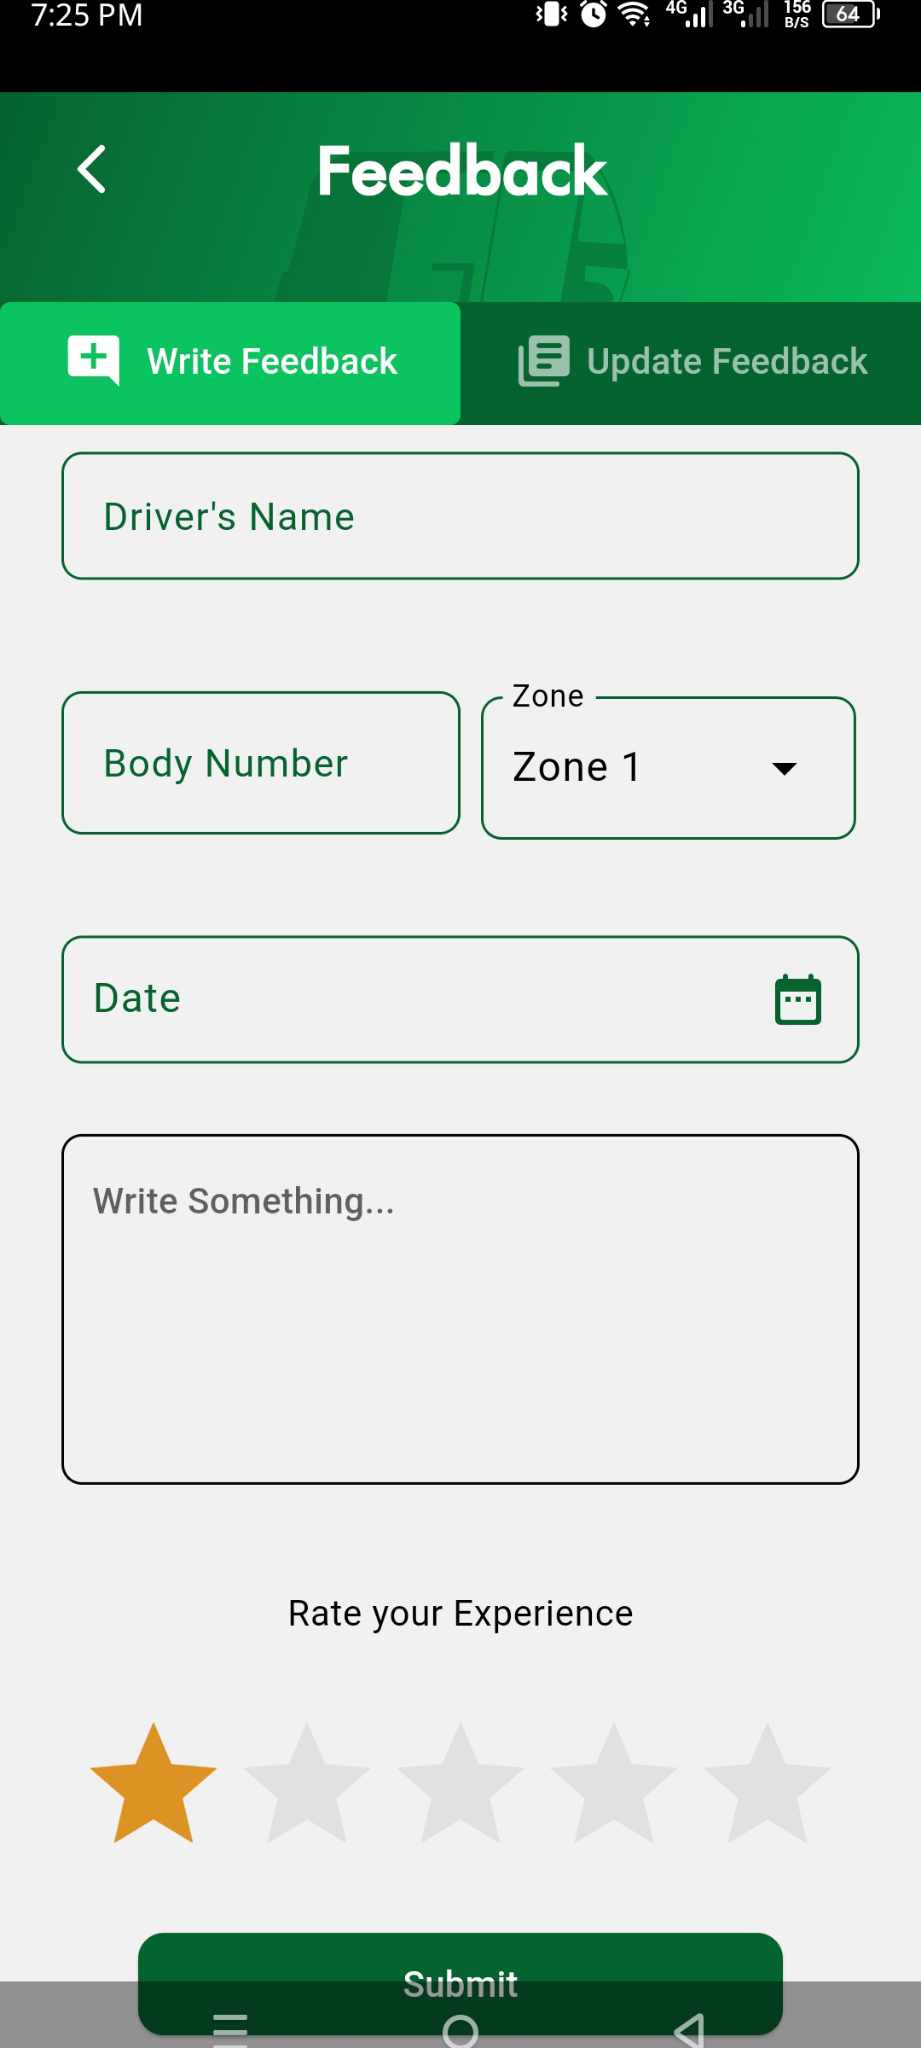 7:25 PM
4G 3G 156 B/S 64
Feedback
Write Feedback
Update Feedback
Driver's Name
Zone
Body Number
Zone 1
Date
Write Something...
Rate your Experience
Submit